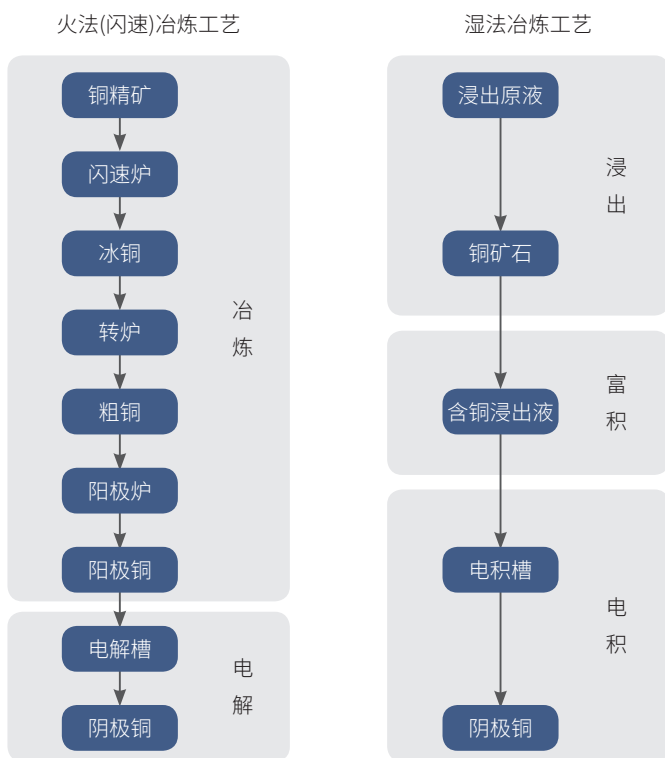 火法(闪速)冶炼工艺
铜精矿
闪速炉
冰铜
转炉
粗铜
阳极炉
阳极铜
冶
炼
电解槽
阴极铜
电
解
湿法冶炼工艺
浸出原液
铜矿石
浸
出
含铜浸出液
富
积
电积槽
阴极铜
电
积